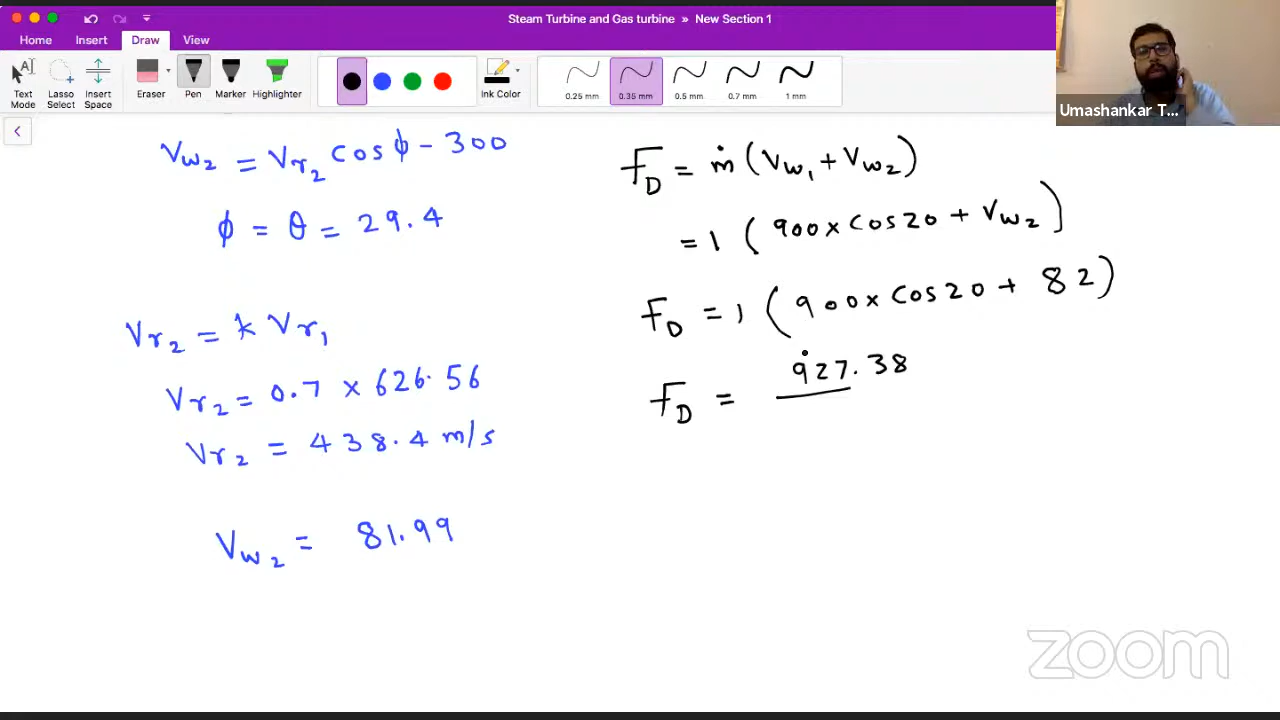 Steam Turbine and Gas turbine » New Section 1
Home Insert Draw View
Text Mode
Lasso Select
Insert Space
Eraser
Pen
Marker
Highlighter
Ink Color
0.25 mm
0.35 mm
0.5 mm
0.7 mm
1 mm
Umashankar T...
Vw₂ = Vr₂ cos ϕ - 300
ϕ = θ = 29.4
Vr₂ = k Vr₁
Vr₂ = 0.7 × 626.56
Vr₂ = 438.4 m/s
Vw₂ = 81.99
F_D = ṁ (Vw₁ + Vw₂)
= 1 (900 × cos 20 + Vw₂)
F_D = 1 (900 × cos 20 + 82)
F_D = 927.38
zoom